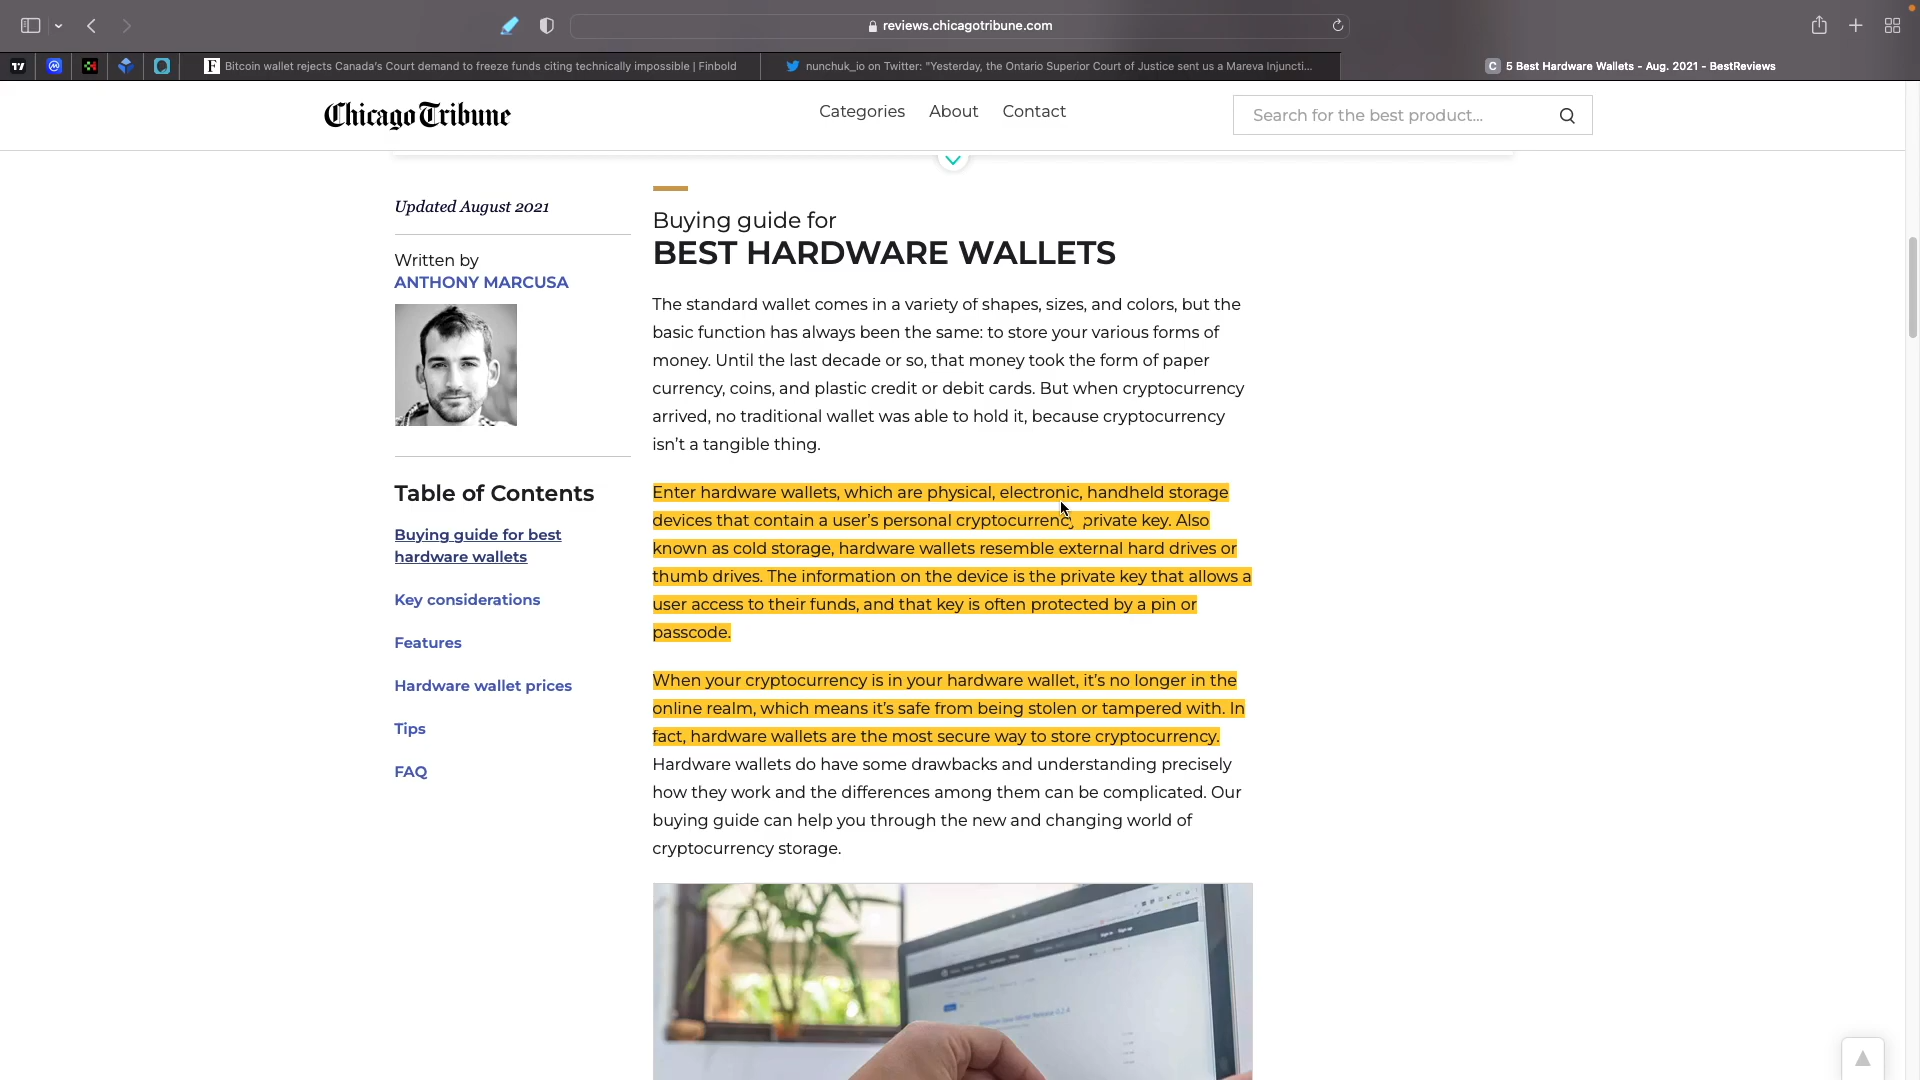 reviews.chicagotribune.com
Bitcoin wallet rejects Canada's Court demand to freeze funds citing technically impossible | Finbold
nunchuk_io on Twitter: "Yesterday, the Ontario Superior Court of Justice sent us a Mareva Injuncti...
C 5 Best Hardware Wallets - Aug. 2021 - BestReviews
Chicago Tribune
Categories About Contact
Search for the best product...
Updated August 2021
Written by
ANTHONY MARCUSA
Table of Contents
Buying guide for best
hardware wallets
Key considerations
Features
Hardware wallet prices
Tips
FAQ
Buying guide for
BEST HARDWARE WALLETS
The standard wallet comes in a variety of shapes, sizes, and colors, but the
basic function has always been the same: to store your various forms of
money. Until the last decade or so, that money took the form of paper
currency, coins, and plastic credit or debit cards. But when cryptocurrency
arrived, no traditional wallet was able to hold it, because cryptocurrency
isn't a tangible thing.
Enter hardware wallets, which are physical, electronic, handheld storage
devices that contain a user's personal cryptocurrency private key. Also
known as cold storage, hardware wallets resemble external hard drives or
thumb drives. The information on the device is the private key that allows a
user access to their funds, and that key is often protected by a pin or
passcode.
When your cryptocurrency is in your hardware wallet, it's no longer in the
online realm, which means it's safe from being stolen or tampered with. In
fact, hardware wallets are the most secure way to store cryptocurrency.
Hardware wallets do have some drawbacks and understanding precisely
how they work and the differences among them can be complicated. Our
buying guide can help you through the new and changing world of
cryptocurrency storage.